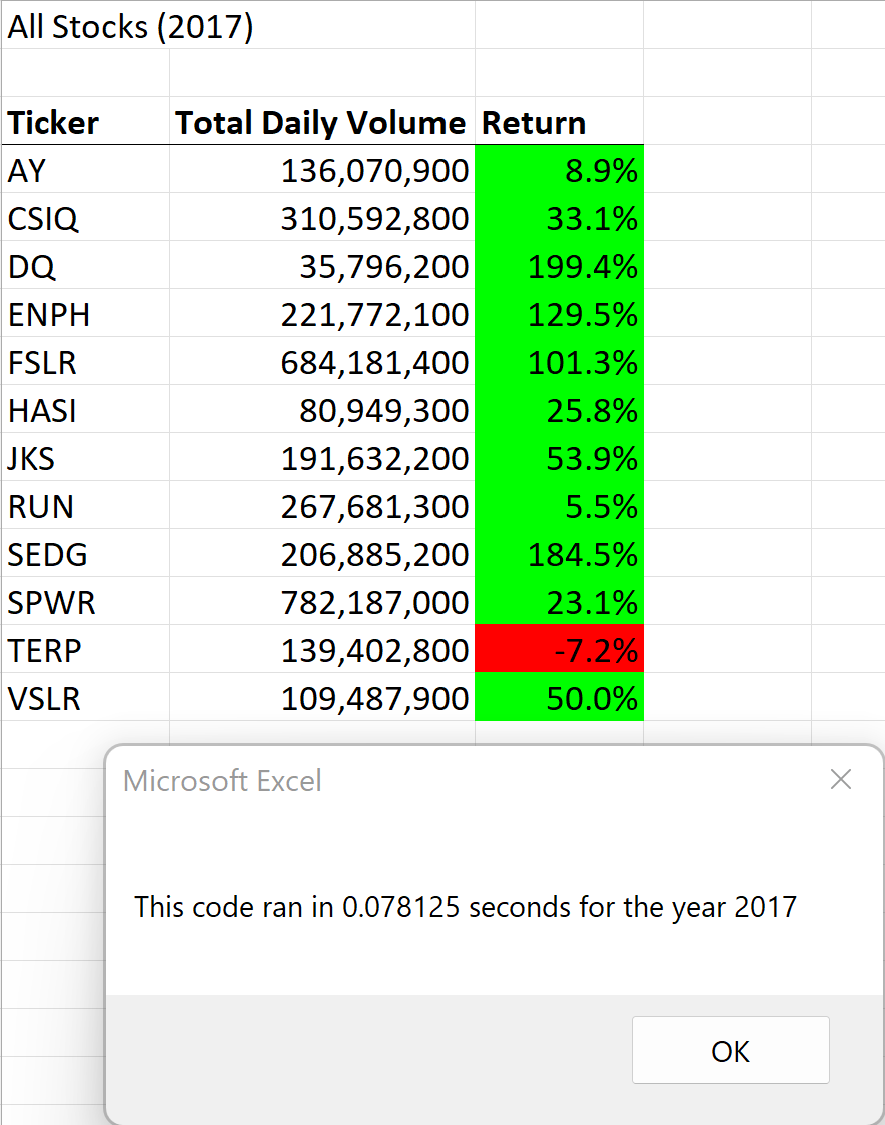 All Stocks (2017)
Ticker Total Daily Volume Return
AY 136,070,900 8.9%
CSIQ 310,592,800 33.1%
DQ 35,796,200 199.4%
ENPH 221,772,100 129.5%
FSLR 684,181,400 101.3%
HASI 80,949,300 25.8%
JKS 191,632,200 53.9%
RUN 267,681,300 5.5%
SEDG 206,885,200 184.5%
SPWR 782,187,000 23.1%
TERP 139,402,800 -7.2%
VSLR 109,487,900 50.0%
Microsoft Excel
This code ran in 0.078125 seconds for the year 2017
OK